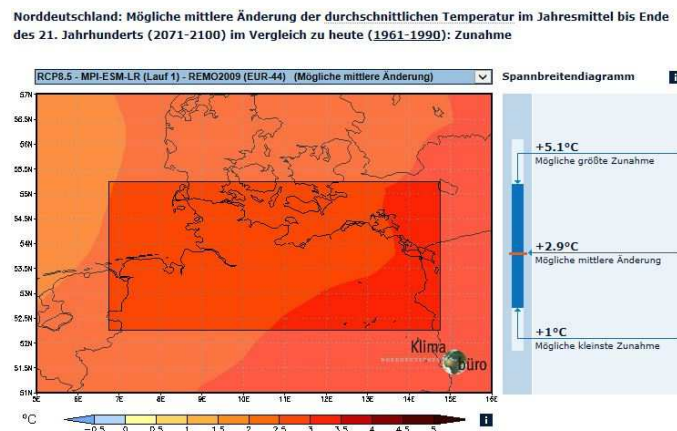 Norddeutschland: Mögliche mittlere Änderung der durchschnittlichen Temperatur im Jahresmittel bis Ende
des 21. Jahrhunderts (2071-2100) im Vergleich zu heute (1961-1990): Zunahme
RCP8.5 - MPI-ESM-LR (Lauf 1) - REMO2009 (EUR-44) (Mögliche mittlere Änderung)
Spannbreitendiagramm
i
57N
56.5N
56N
55.5N
55N
54.5N
54N
53.5N
53N
52.5N
52N
51.5N
51N
5E 6E 7E 8E 9E 10E 11E 12E 13E 14E 15E 16E
+5.1°C
Mögliche größte Zunahme
+2.9°C
Mögliche mittlere Änderung
+1°C
Mögliche kleinste Zunahme
Klima
büro
°C
-0.5 0 0.5 1 1.5 2 2.5 3 3.5 4 4.5 5
i